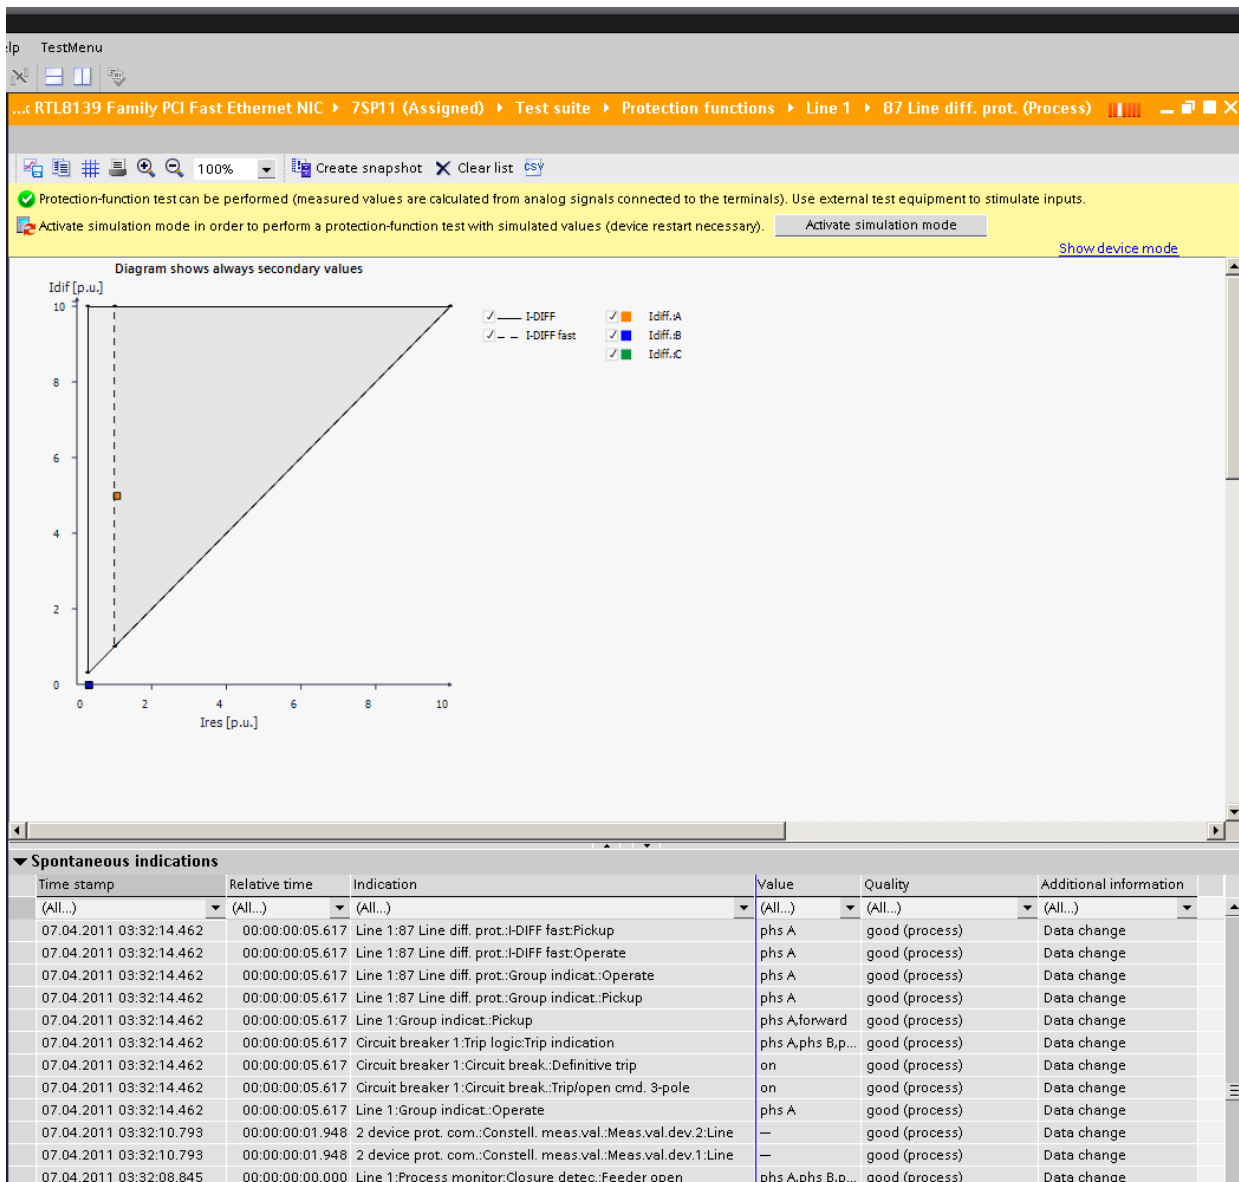 elp TestMenu
...‹ RTL8139 Family PCI Fast Ethernet NIC 7SP11 (Assigned) Test suite Protection functions Line 1 87 Line diff. prot. (Process)
100% Create snapshot Clear list CSV
Protection-function test can be performed (measured values are calculated from analog signals connected to the terminals). Use external test equipment to stimulate inputs.
Activate simulation mode in order to perform a protection-function test with simulated values (device restart necessary). Activate simulation mode
Show device mode
Diagram shows always secondary values
Idif [p.u.]
10
8
6
4
2
0
0 2 4 6 8 10
Ires [p.u.]
I-DIFF Idiff.:A
I-DIFF fast Idiff.:B
Idiff.:C
Spontaneous indications
Time stamp Relative time Indication Value Quality Additional information
(All...) (All...) (All...) (All...) (All...) (All...)
07.04.2011 03:32:14.462 00:00:00:05.617 Line 1:87 Line diff. prot.:I-DIFF fast:Pickup phs A good (process) Data change
07.04.2011 03:32:14.462 00:00:00:05.617 Line 1:87 Line diff. prot.:I-DIFF fast:Operate phs A good (process) Data change
07.04.2011 03:32:14.462 00:00:00:05.617 Line 1:87 Line diff. prot.:Group indicat.:Operate phs A good (process) Data change
07.04.2011 03:32:14.462 00:00:00:05.617 Line 1:87 Line diff. prot.:Group indicat.:Pickup phs A good (process) Data change
07.04.2011 03:32:14.462 00:00:00:05.617 Line 1:Group indicat.:Pickup phs A,forward good (process) Data change
07.04.2011 03:32:14.462 00:00:00:05.617 Circuit breaker 1:Trip logic:Trip indication phs A,phs B,p... good (process) Data change
07.04.2011 03:32:14.462 00:00:00:05.617 Circuit breaker 1:Circuit break.:Definitive trip on good (process) Data change
07.04.2011 03:32:14.462 00:00:00:05.617 Circuit breaker 1:Circuit break.:Trip/open cmd. 3-pole on good (process) Data change
07.04.2011 03:32:14.462 00:00:00:05.617 Line 1:Group indicat.:Operate phs A good (process) Data change
07.04.2011 03:32:10.793 00:00:00:01.948 2 device prot. com.:Constell. meas.val.:Meas.val.dev.2:Line — good (process) Data change
07.04.2011 03:32:10.793 00:00:00:01.948 2 device prot. com.:Constell. meas.val.:Meas.val.dev.1:Line — good (process) Data change
07.04.2011 03:32:08.845 00:00:00:00.000 Line 1:Process monitor:Closure detec.:Feeder open phs A,phs B,p... good (process) Data change